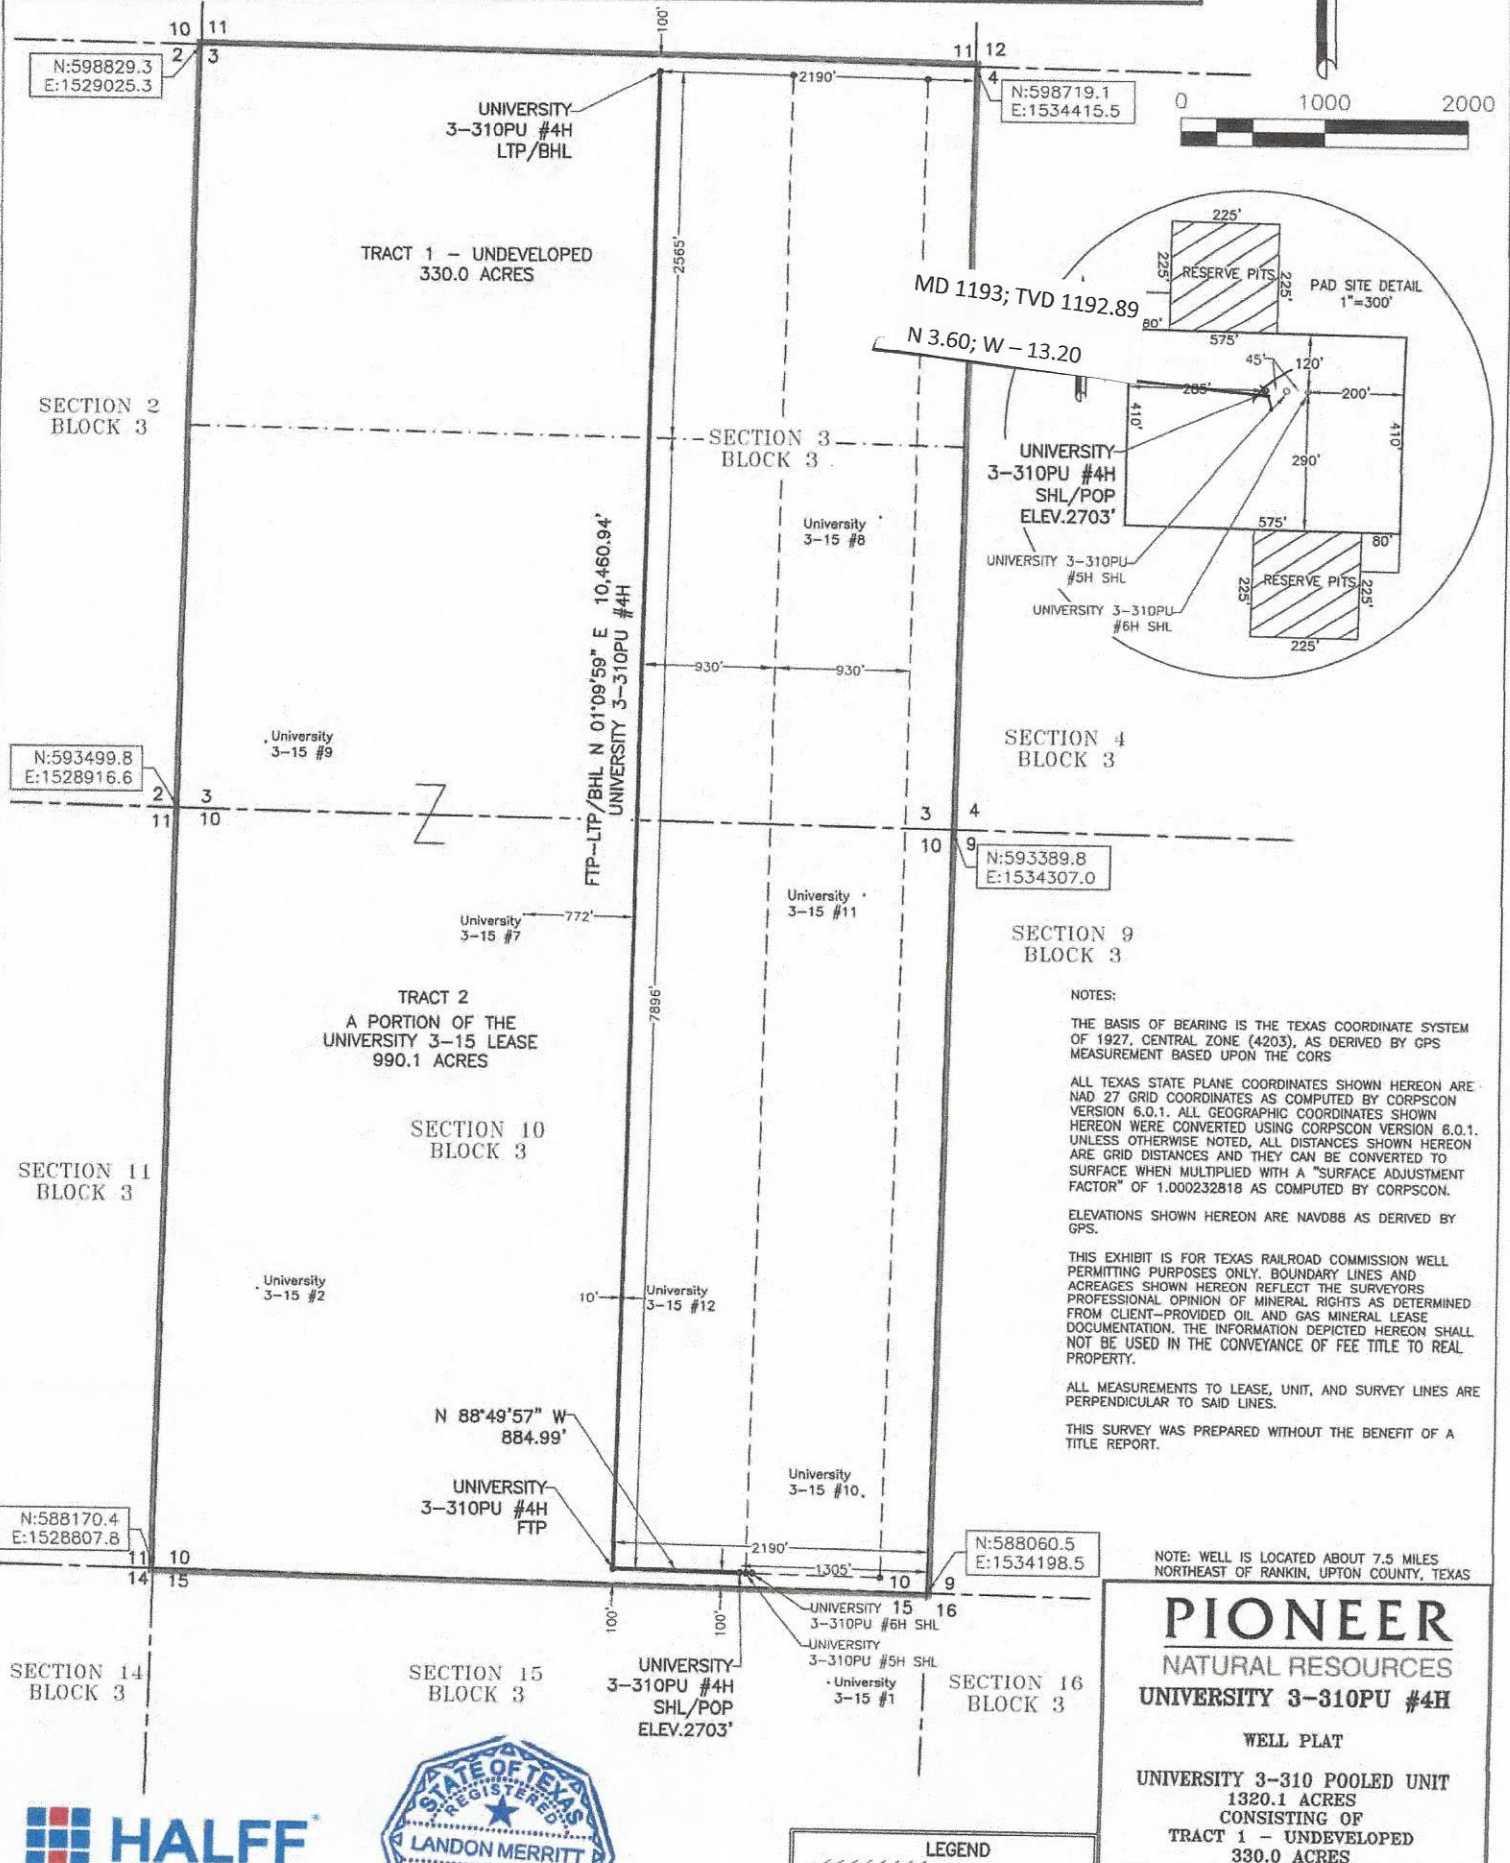 10 11
2 3
N:598829.3
E:1529025.3
100'
11 12
4
2190'
N:598719.1
E:1534415.5
0 1000 2000
UNIVERSITY
3-310PU #4H
LTP/BHL
TRACT 1 - UNDEVELOPED
330.0 ACRES
2565'
MD 1193; TVD 1192.89
N 3.60; W – 13.20
225'
225'
RESERVE PITS
225'
PAD SITE DETAIL
1"=300'
80'
575'
45'
120'
285'
200'
410'
410'
290'
UNIVERSITY
3-310PU #4H
SHL/POP
ELEV.2703'
575'
80'
UNIVERSITY 3-310PU
#5H SHL
225'
RESERVE PITS
225'
UNIVERSITY 3-310PU
#6H SHL
225'
SECTION 2
BLOCK 3
SECTION 3
BLOCK 3
University
3-15 #8
FTP-LTP/BHL N 01°09'59" E 10,460.94'
UNIVERSITY 3-310PU #4H
930' 930'
University
3-15 #9
SECTION 4
BLOCK 3
N:593499.8
E:1528916.6
2 3
11 10
3 4
10 9
N:593389.8
E:1534307.0
University
3-15 #11
772'
University
3-15 #7
SECTION 9
BLOCK 3
7896'
TRACT 2
A PORTION OF THE
UNIVERSITY 3-15 LEASE
990.1 ACRES
SECTION 10
BLOCK 3
SECTION 11
BLOCK 3
University
3-15 #2
10'
University
3-15 #12
NOTES:
THE BASIS OF BEARING IS THE TEXAS COORDINATE SYSTEM
OF 1927, CENTRAL ZONE (4203), AS DERIVED BY GPS
MEASUREMENT BASED UPON THE CORS
ALL TEXAS STATE PLANE COORDINATES SHOWN HEREON ARE
NAD 27 GRID COORDINATES AS COMPUTED BY CORPSCON
VERSION 6.0.1. ALL GEOGRAPHIC COORDINATES SHOWN
HEREON WERE CONVERTED USING CORPSCON VERSION 6.0.1.
UNLESS OTHERWISE NOTED, ALL DISTANCES SHOWN HEREON
ARE GRID DISTANCES AND THEY CAN BE CONVERTED TO
SURFACE WHEN MULTIPLIED WITH A "SURFACE ADJUSTMENT
FACTOR" OF 1.000232818 AS COMPUTED BY CORPSCON.
ELEVATIONS SHOWN HEREON ARE NAVD88 AS DERIVED BY
GPS.
THIS EXHIBIT IS FOR TEXAS RAILROAD COMMISSION WELL
PERMITTING PURPOSES ONLY. BOUNDARY LINES AND
ACREAGES SHOWN HEREON REFLECT THE SURVEYORS
PROFESSIONAL OPINION OF MINERAL RIGHTS AS DETERMINED
FROM CLIENT-PROVIDED OIL AND GAS MINERAL LEASE
DOCUMENTATION. THE INFORMATION DEPICTED HEREON SHALL
NOT BE USED IN THE CONVEYANCE OF FEE TITLE TO REAL
PROPERTY.
ALL MEASUREMENTS TO LEASE, UNIT, AND SURVEY LINES ARE
PERPENDICULAR TO SAID LINES.
THIS SURVEY WAS PREPARED WITHOUT THE BENEFIT OF A
TITLE REPORT.
N 88°49'57" W
884.99'
University
3-15 #10
UNIVERSITY
3-310PU #4H
FTP
N:588170.4
E:1528807.8
11 10
14 15
2190'
1305'
10 9
15 16
N:588060.5
E:1534198.5
NOTE: WELL IS LOCATED ABOUT 7.5 MILES
NORTHEAST OF RANKIN, UPTON COUNTY, TEXAS
100' 100'
UNIVERSITY
3-310PU #6H SHL
UNIVERSITY
3-310PU #5H SHL
SECTION 14
BLOCK 3
SECTION 15
BLOCK 3
UNIVERSITY
3-310PU #4H
SHL/POP
ELEV.2703'
University
3-15 #1
SECTION 16
BLOCK 3
PIONEER
NATURAL RESOURCES
UNIVERSITY 3-310PU #4H
WELL PLAT
UNIVERSITY 3-310 POOLED UNIT
1320.1 ACRES
CONSISTING OF
TRACT 1 - UNDEVELOPED
330.0 ACRES
HALFF
STATE OF TEXAS
REGISTERED
LANDON MERRITT
LEGEND